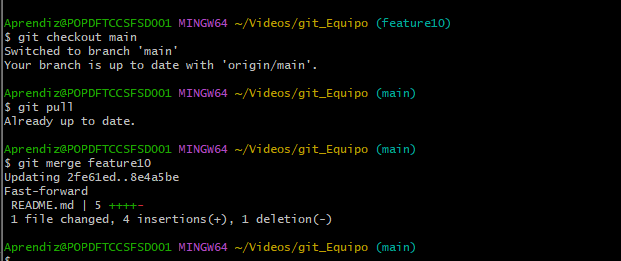 Aprendiz@POPDFTCCSFSD001 MINGW64 ~/Videos/git_Equipo (feature10)
$ git checkout main
Switched to branch 'main'
Your branch is up to date with 'origin/main'.
Aprendiz@POPDFTCCSFSD001 MINGW64 ~/Videos/git_Equipo (main)
$ git pull
Already up to date.
Aprendiz@POPDFTCCSFSD001 MINGW64 ~/Videos/git_Equipo (main)
$ git merge feature10
Updating 2fe61ed..8e4a5be
Fast-forward
 README.md | 5 ++++-
 1 file changed, 4 insertions(+), 1 deletion(-)
Aprendiz@POPDFTCCSFSD001 MINGW64 ~/Videos/git_Equipo (main)
$